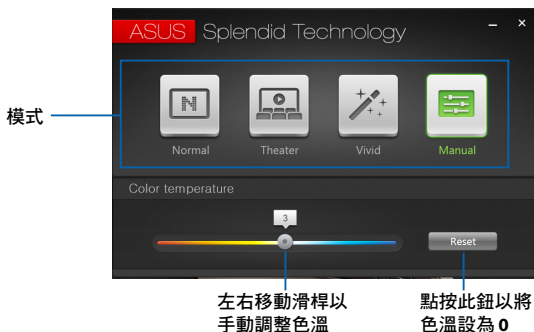 ASUS Splendid Technology
模式
Normal Theater Vivid Manual
Color temperature
3
Reset
左右移動滑桿以
手動調整色溫
點按此鈕以將
色溫設為 0